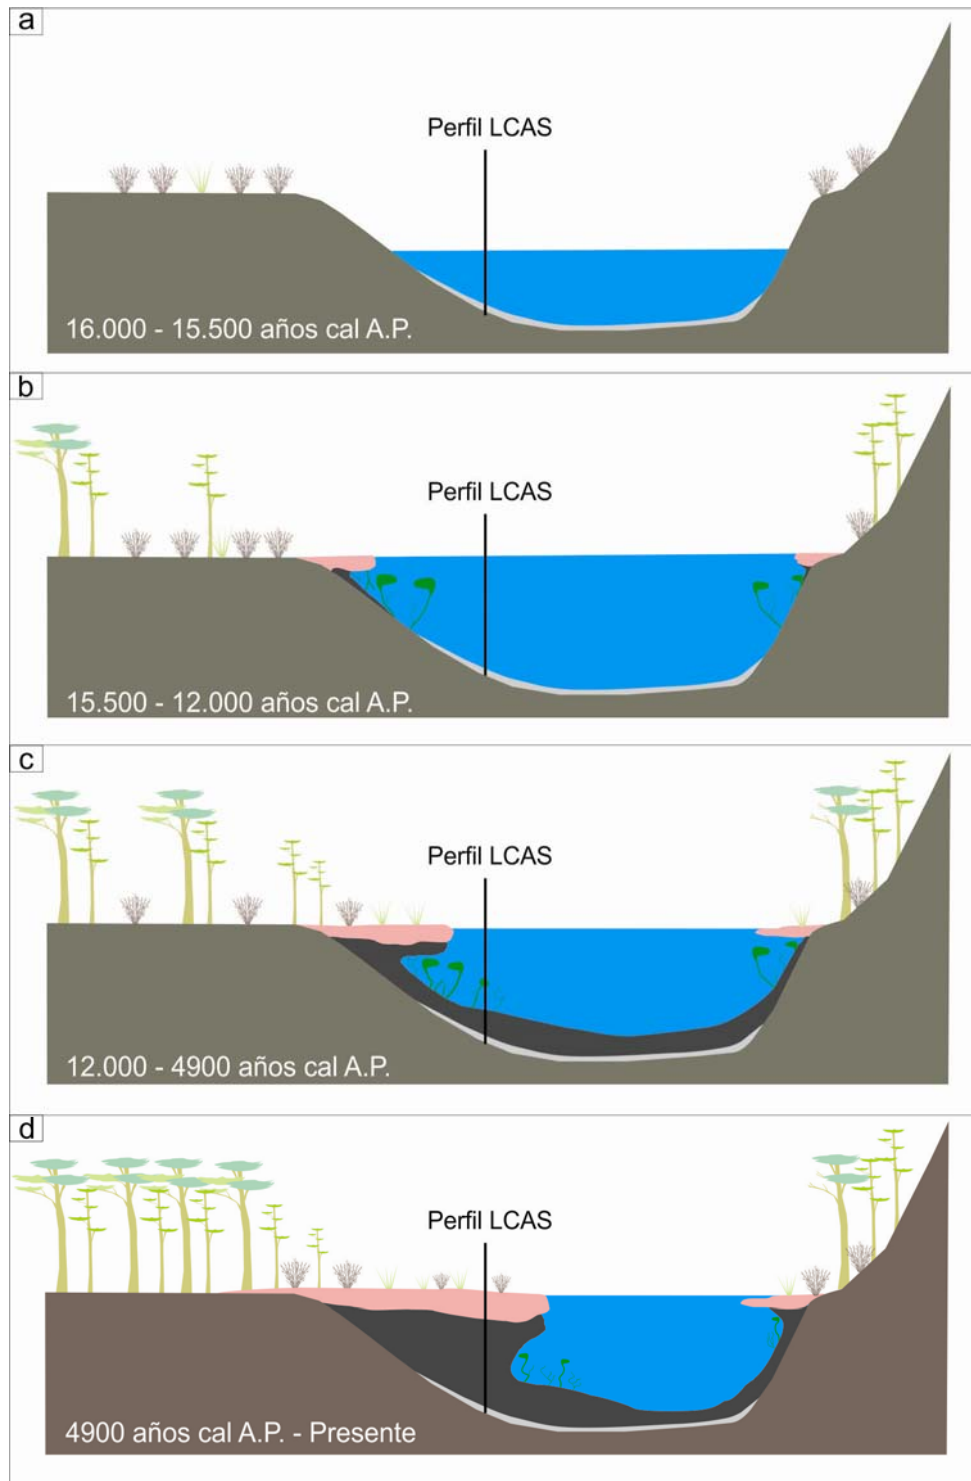 a
Perfil LCAS
16.000 - 15.500 años cal A.P.
b
Perfil LCAS
15.500 - 12.000 años cal A.P.
c
Perfil LCAS
12.000 - 4900 años cal A.P.
d
Perfil LCAS
4900 años cal A.P. - Presente